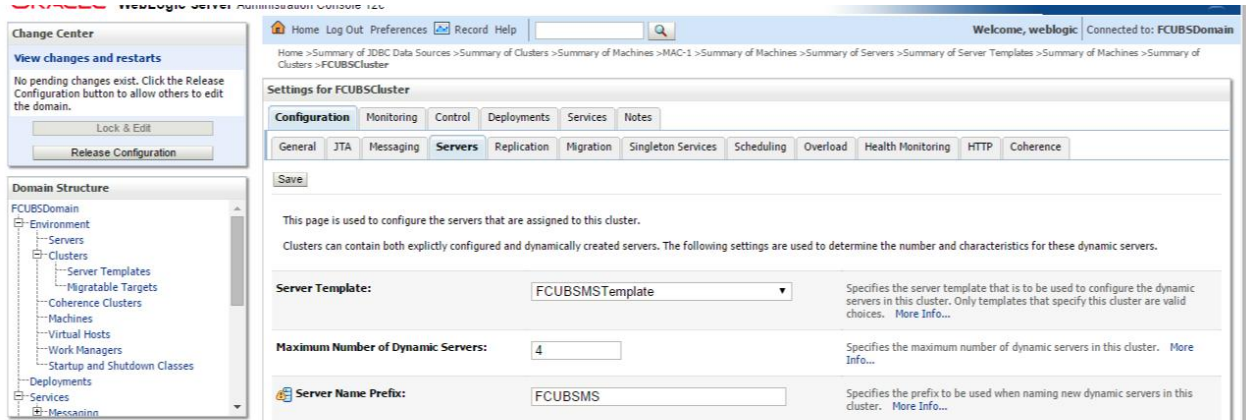 ORACLE WebLogic Server Administration Console 12c
Change Center
View changes and restarts
No pending changes exist. Click the Release
Configuration button to allow others to edit
the domain.
Lock & Edit
Release Configuration
Domain Structure
FCUBSDomain
Environment
Servers
Clusters
Server Templates
Migratable Targets
Coherence Clusters
Machines
Virtual Hosts
Work Managers
Startup and Shutdown Classes
Deployments
Services
Messaging
Home Log Out Preferences Record Help
Welcome, weblogic Connected to: FCUBSDomain
Home >Summary of JDBC Data Sources >Summary of Clusters >Summary of Machines >MAC-1 >Summary of Machines >Summary of Servers >Summary of Server Templates >Summary of Machines >Summary of
Clusters >FCUBSCluster
Settings for FCUBSCluster
Configuration Monitoring Control Deployments Services Notes
General JTA Messaging Servers Replication Migration Singleton Services Scheduling Overload Health Monitoring HTTP Coherence
Save
This page is used to configure the servers that are assigned to this cluster.
Clusters can contain both explictly configured and dynamically created servers. The following settings are used to determine the number and characteristics for these dynamic servers.
Server Template: FCUBSMSTemplate
Specifies the server template that is to be used to configure the dynamic
servers in this cluster. Only templates that specify this cluster are valid
choices. More Info...
Maximum Number of Dynamic Servers: 4
Specifies the maximum number of dynamic servers in this cluster. More
Info...
Server Name Prefix: FCUBSMS
Specifies the prefix to be used when naming new dynamic servers in this
cluster. More Info...